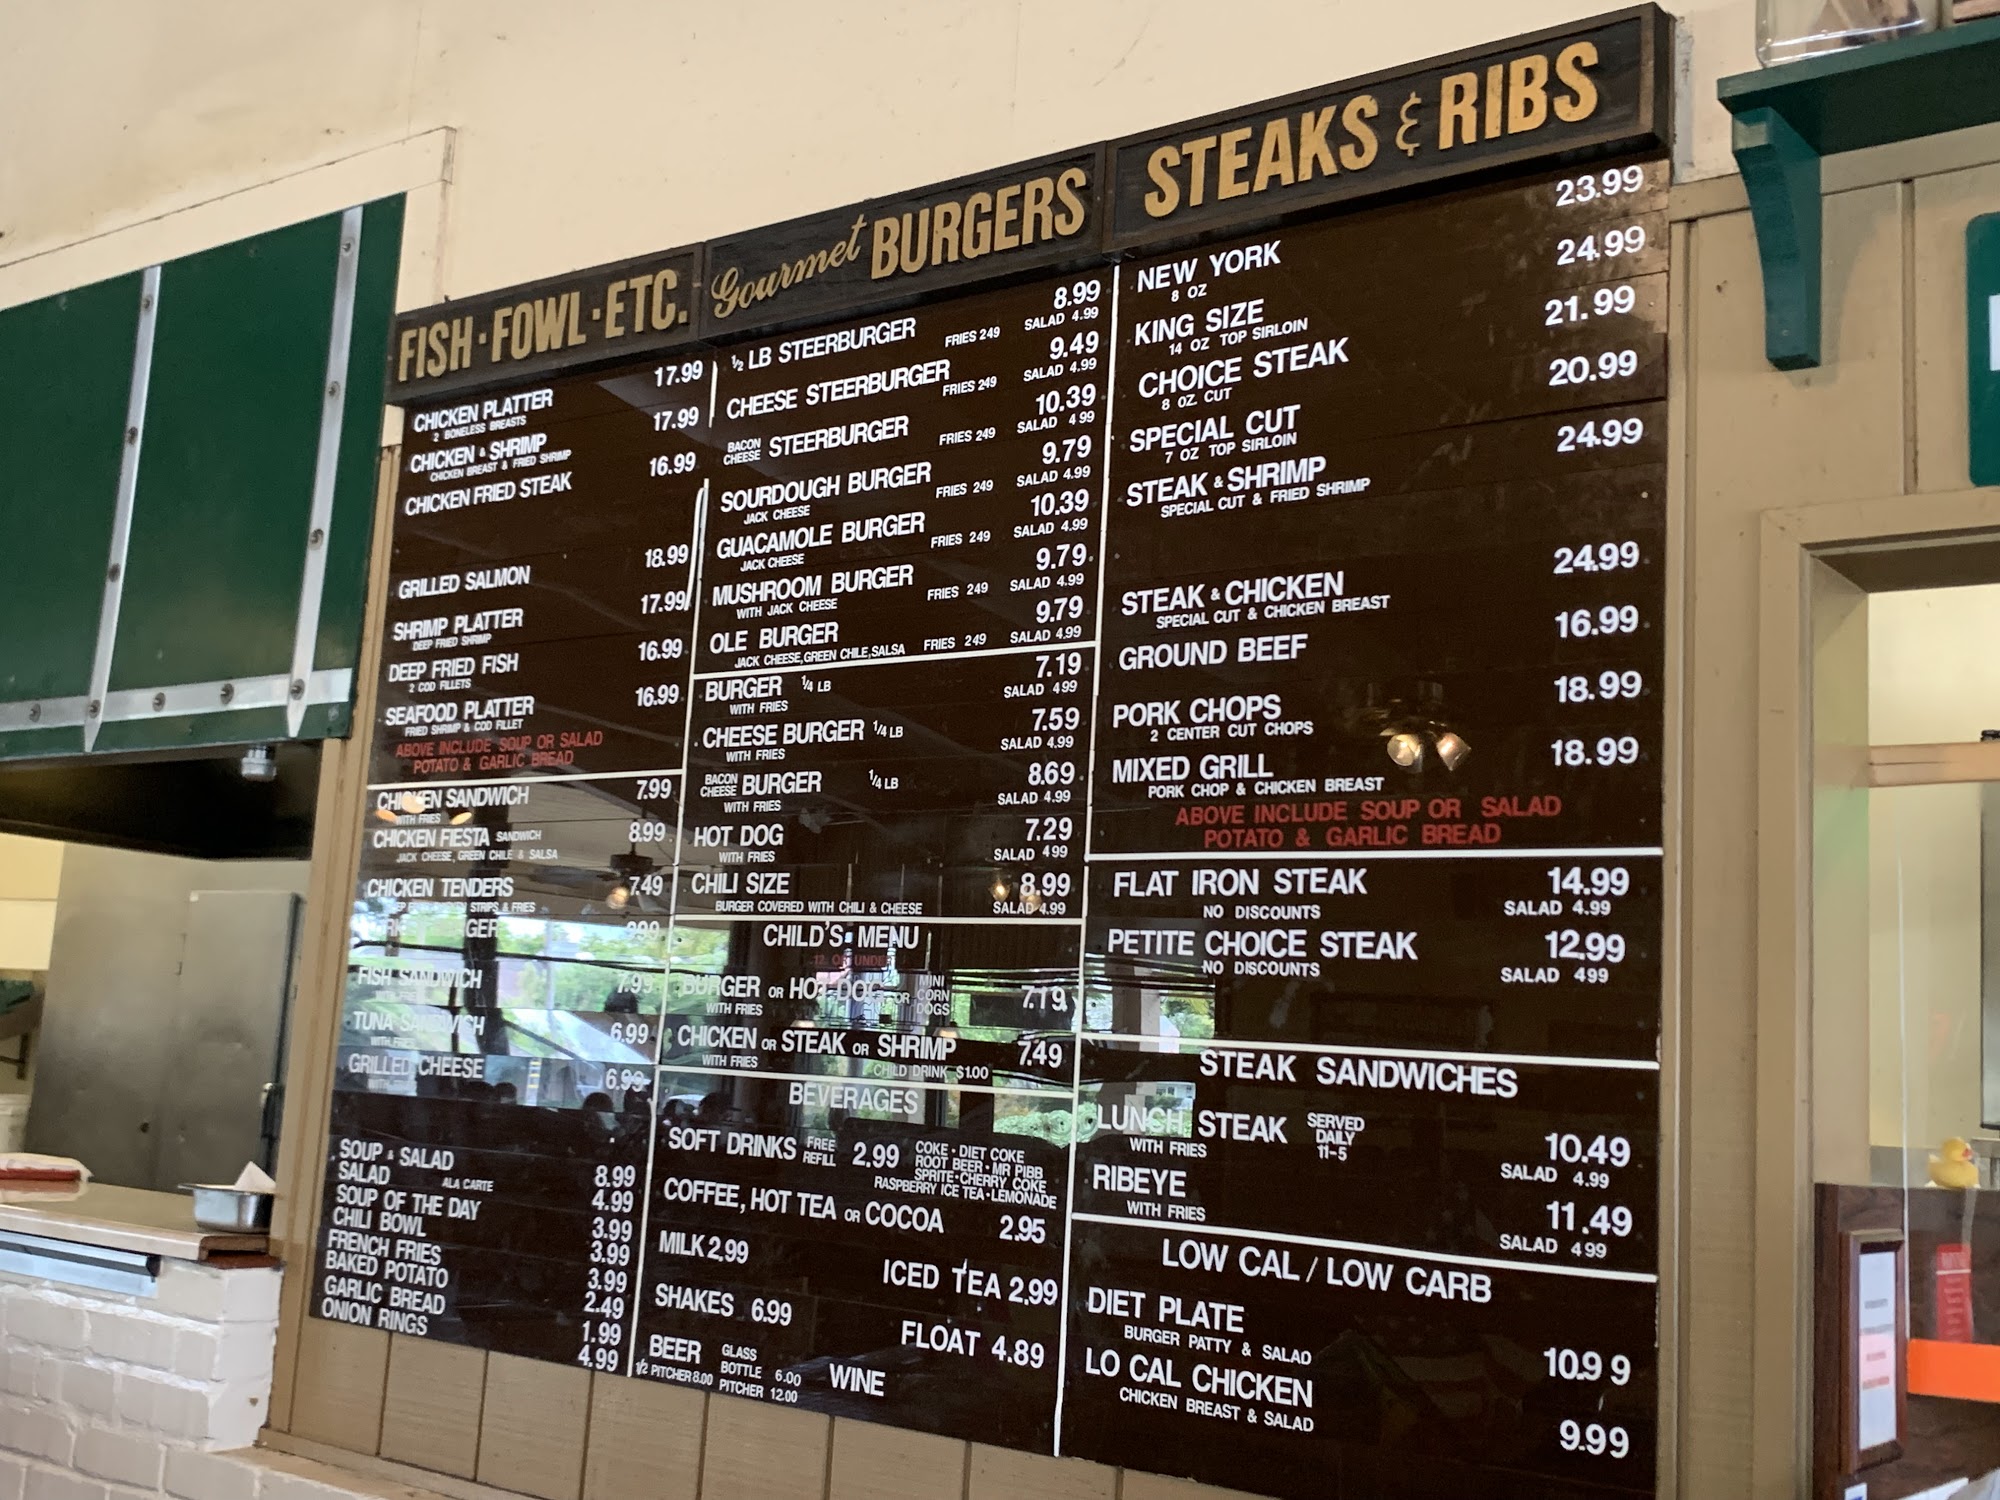 FISH · FOWL · ETC.
CHICKEN PLATTER 17.99
2 BONELESS BREASTS
CHICKEN & SHRIMP 17.99
CHICKEN BREAST & FRIED SHRIMP
CHICKEN FRIED STEAK 16.99
GRILLED SALMON 18.99
SHRIMP PLATTER 17.99
DEEP FRIED SHRIMP
DEEP FRIED FISH 16.99
2 COD FILLETS
SEAFOOD PLATTER 16.99
FRIED SHRIMP & COD FILLET
ABOVE INCLUDE SOUP OR SALAD
POTATO & GARLIC BREAD
CHICKEN SANDWICH 7.99
WITH FRIES
CHICKEN FIESTA SANDWICH 8.99
JACK CHEESE, GREEN CHILE & SALSA
CHICKEN TENDERS 7.49
STRIPS & FRIES
FISH SANDWICH 7.99
WITH FRIES
TUNA SANDWICH 6.99
WITH FRIES
GRILLED CHEESE 6.99
SOUP & SALAD 8.99
SALAD ALA CARTE 4.99
SOUP OF THE DAY 3.99
CHILI BOWL 3.99
FRENCH FRIES 3.99
BAKED POTATO 2.49
GARLIC BREAD 1.99
ONION RINGS 4.99
Gourmet BURGERS
½ LB STEERBURGER 8.99
FRIES 249 SALAD 4.99
CHEESE STEERBURGER 9.49
FRIES 249 SALAD 4.99
BACON CHEESE STEERBURGER 10.39
FRIES 249 SALAD 4 99
SOURDOUGH BURGER 9.79
JACK CHEESE FRIES 249 SALAD 4.99
GUACAMOLE BURGER 10.39
JACK CHEESE FRIES 249 SALAD 4.99
MUSHROOM BURGER 9.79
WITH JACK CHEESE FRIES 249 SALAD 4.99
OLE BURGER 9.79
JACK CHEESE, GREEN CHILE, SALSA FRIES 249 SALAD 4.99
BURGER ¼ LB 7.19
WITH FRIES SALAD 4 99
CHEESE BURGER ¼ LB 7.59
WITH FRIES SALAD 4.99
BACON CHEESE BURGER ¼ LB 8.69
WITH FRIES SALAD 4.99
HOT DOG 7.29
WITH FRIES SALAD 4 99
CHILI SIZE 8.99
BURGER COVERED WITH CHILI & CHEESE SALAD 4.99
CHILD'S MENU
12 OR UNDER
BURGER OR HOT DOG OR MINI CORN DOGS 7.19
WITH FRIES
CHICKEN OR STEAK OR SHRIMP 7.49
WITH FRIES CHILD DRINK $1.00
BEVERAGES
SOFT DRINKS FREE REFILL 2.99
COKE · DIET COKE
ROOT BEER · MR PIBB
SPRITE · CHERRY COKE
RASPBERRY ICE TEA · LEMONADE
COFFEE, HOT TEA OR COCOA 2.95
MILK 2.99
ICED TEA 2.99
SHAKES 6.99
FLOAT 4.89
BEER GLASS
BOTTLE 6.00
½ PITCHER 8.00 PITCHER 12.00
WINE
STEAKS & RIBS
NEW YORK 23.99
8 OZ
KING SIZE 24.99
14 OZ TOP SIRLOIN
CHOICE STEAK 21.99
8 OZ. CUT
SPECIAL CUT 20.99
7 OZ TOP SIRLOIN
STEAK & SHRIMP 24.99
SPECIAL CUT & FRIED SHRIMP
STEAK & CHICKEN 24.99
SPECIAL CUT & CHICKEN BREAST
GROUND BEEF 16.99
PORK CHOPS 18.99
2 CENTER CUT CHOPS
MIXED GRILL 18.99
PORK CHOP & CHICKEN BREAST
ABOVE INCLUDE SOUP OR SALAD
POTATO & GARLIC BREAD
FLAT IRON STEAK 14.99
NO DISCOUNTS SALAD 4.99
PETITE CHOICE STEAK 12.99
NO DISCOUNTS SALAD 4 99
STEAK SANDWICHES
LUNCH STEAK SERVED DAILY 11-5 10.49
WITH FRIES SALAD 4.99
RIBEYE 11.49
WITH FRIES SALAD 4 99
LOW CAL / LOW CARB
DIET PLATE 10.99
BURGER PATTY & SALAD
LO CAL CHICKEN 9.99
CHICKEN BREAST & SALAD